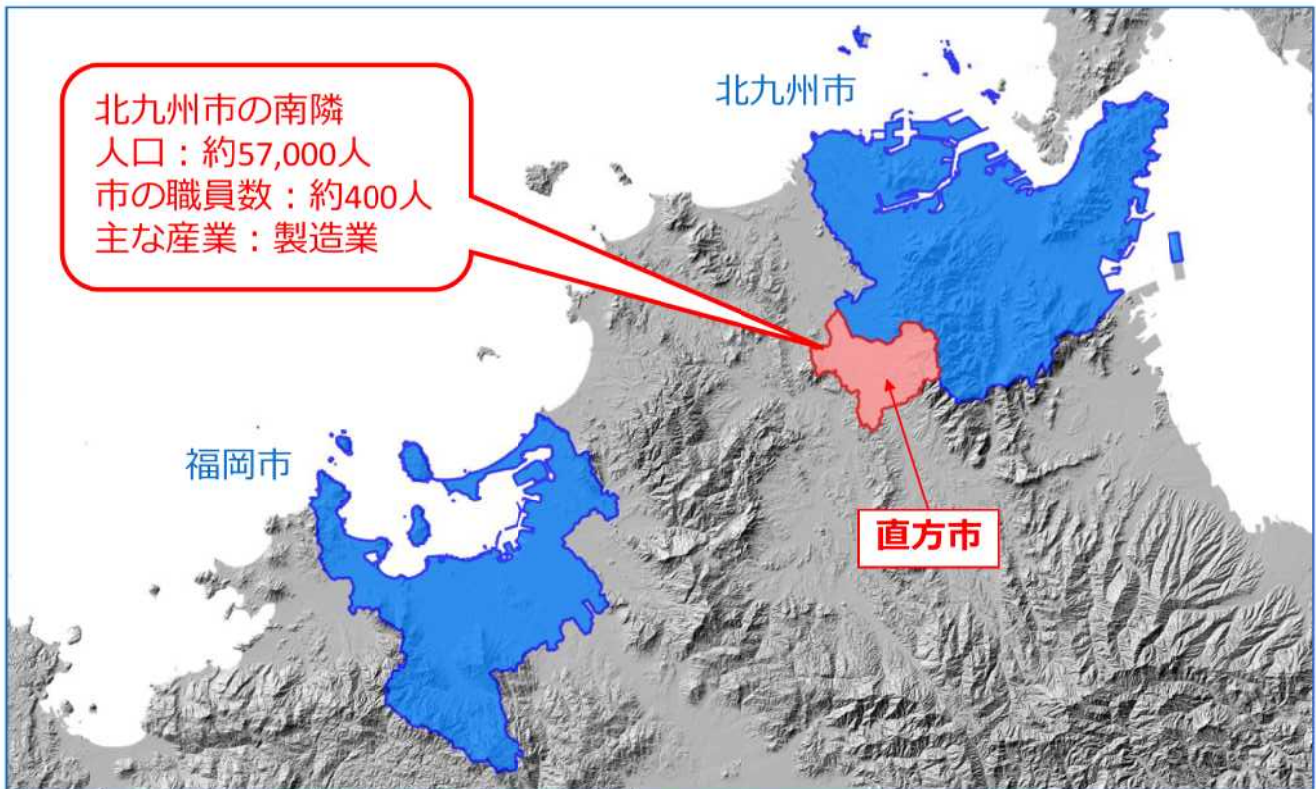 北九州市の南隣
人口：約57,000人
市の職員数：約400人
主な産業：製造業
北九州市
福岡市
直方市